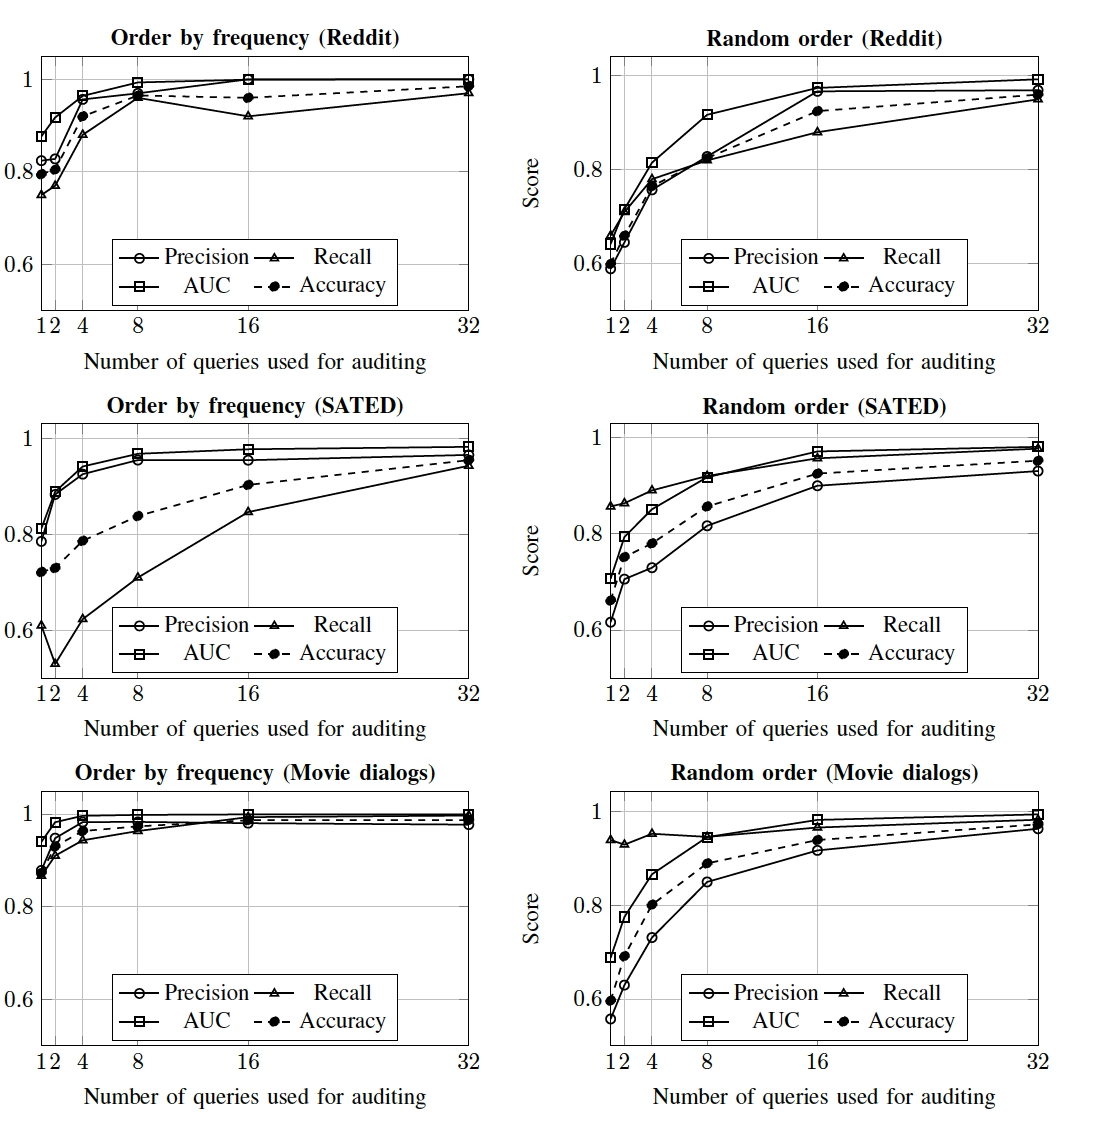 Order by frequency (Reddit)
1
0.8
0.6
Precision Recall
AUC Accuracy
1 2 4 8 16 32
Number of queries used for auditing
Random order (Reddit)
Score
1
0.8
0.6
Precision Recall
AUC Accuracy
1 2 4 8 16 32
Number of queries used for auditing
Order by frequency (SATED)
1
0.8
0.6
Precision Recall
AUC Accuracy
1 2 4 8 16 32
Number of queries used for auditing
Random order (SATED)
Score
1
0.8
0.6
Precision Recall
AUC Accuracy
1 2 4 8 16 32
Number of queries used for auditing
Order by frequency (Movie dialogs)
1
0.8
0.6
Precision Recall
AUC Accuracy
1 2 4 8 16 32
Number of queries used for auditing
Random order (Movie dialogs)
Score
1
0.8
0.6
Precision Recall
AUC Accuracy
1 2 4 8 16 32
Number of queries used for auditing